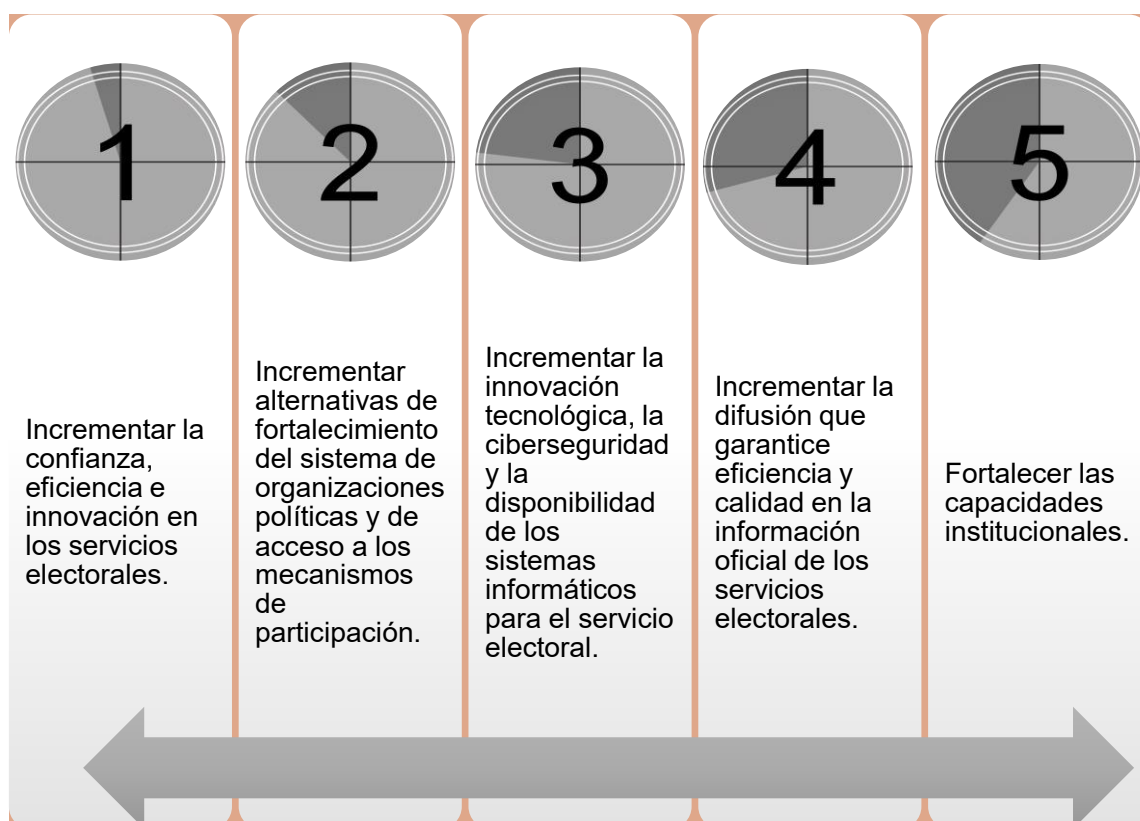 1
Incrementar la
confianza,
eficiencia e
innovación en
los servicios
electorales.
2
Incrementar
alternativas de
fortalecimiento
del sistema de
organizaciones
políticas y de
acceso a los
mecanismos
de
participación.
3
Incrementar la
innovación
tecnológica, la
ciberseguridad
y la
disponibilidad
de los
sistemas
informáticos
para el servicio
electoral.
4
Incrementar la
difusión que
garantice
eficiencia y
calidad en la
información
oficial de los
servicios
electorales.
5
Fortalecer las
capacidades
institucionales.